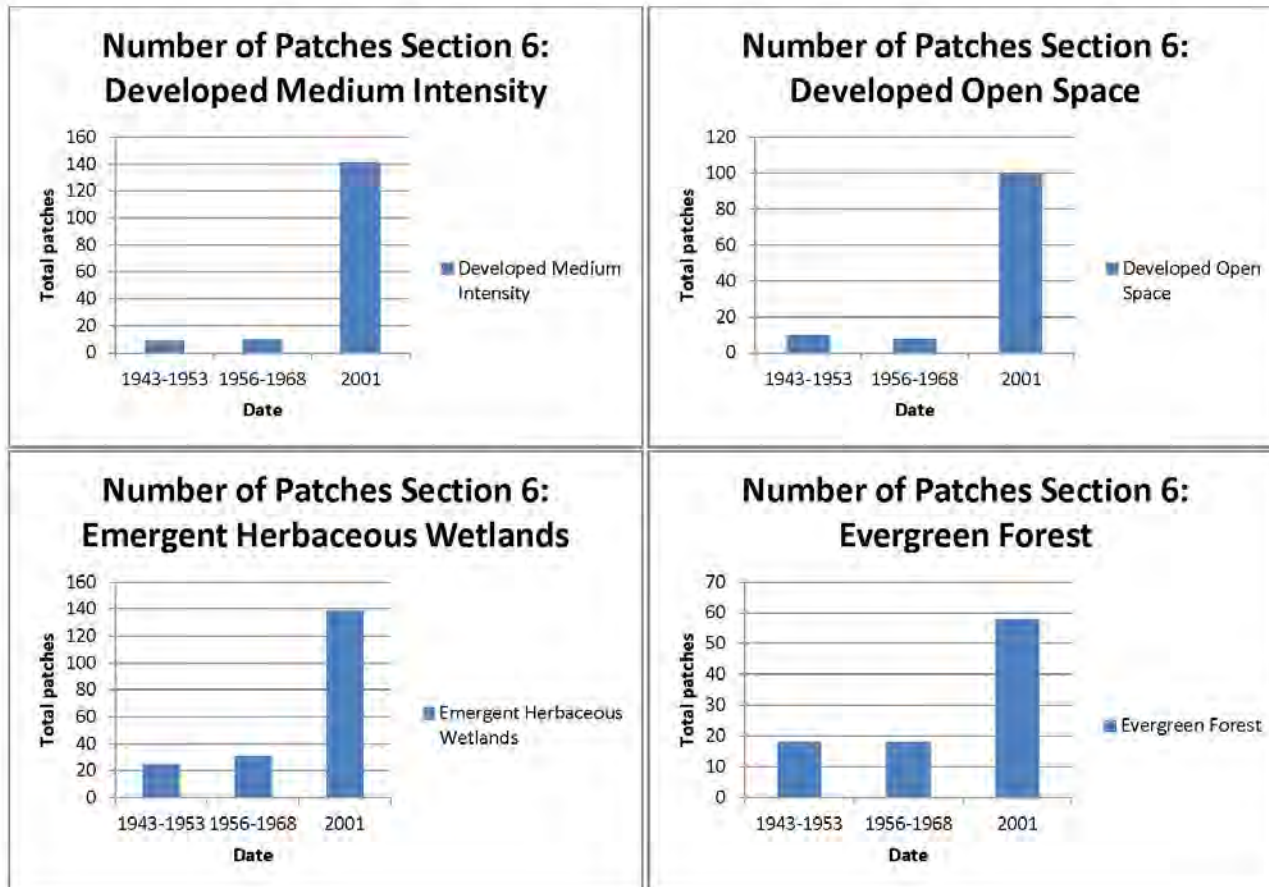 Number of Patches Section 6:
Developed Medium Intensity
160
140
120
100
80
60
40
20
0
Total patches
1943-1953 1956-1968 2001
Date
Developed Medium
Intensity
Number of Patches Section 6:
Developed Open Space
120
100
80
60
40
20
0
Total patches
1943-1953 1956-1968 2001
Date
Developed Open
Space
Number of Patches Section 6:
Emergent Herbaceous Wetlands
160
140
120
100
80
60
40
20
0
Total patches
1943-1953 1956-1968 2001
Date
Emergent Herbaceous
Wetlands
Number of Patches Section 6:
Evergreen Forest
70
60
50
40
30
20
10
0
Total patches
1943-1953 1956-1968 2001
Date
Evergreen Forest